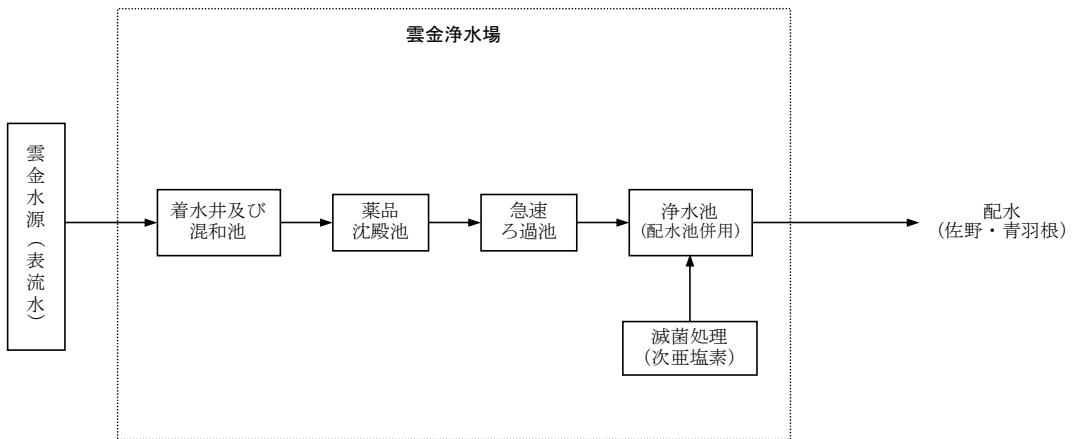 雲金浄水場
雲金水源（表流水）
着水井及び
混和池
薬品
沈殿池
急速
ろ過池
浄水池
(配水池併用)
滅菌処理
（次亜塩素）
配水
（佐野・青羽根）